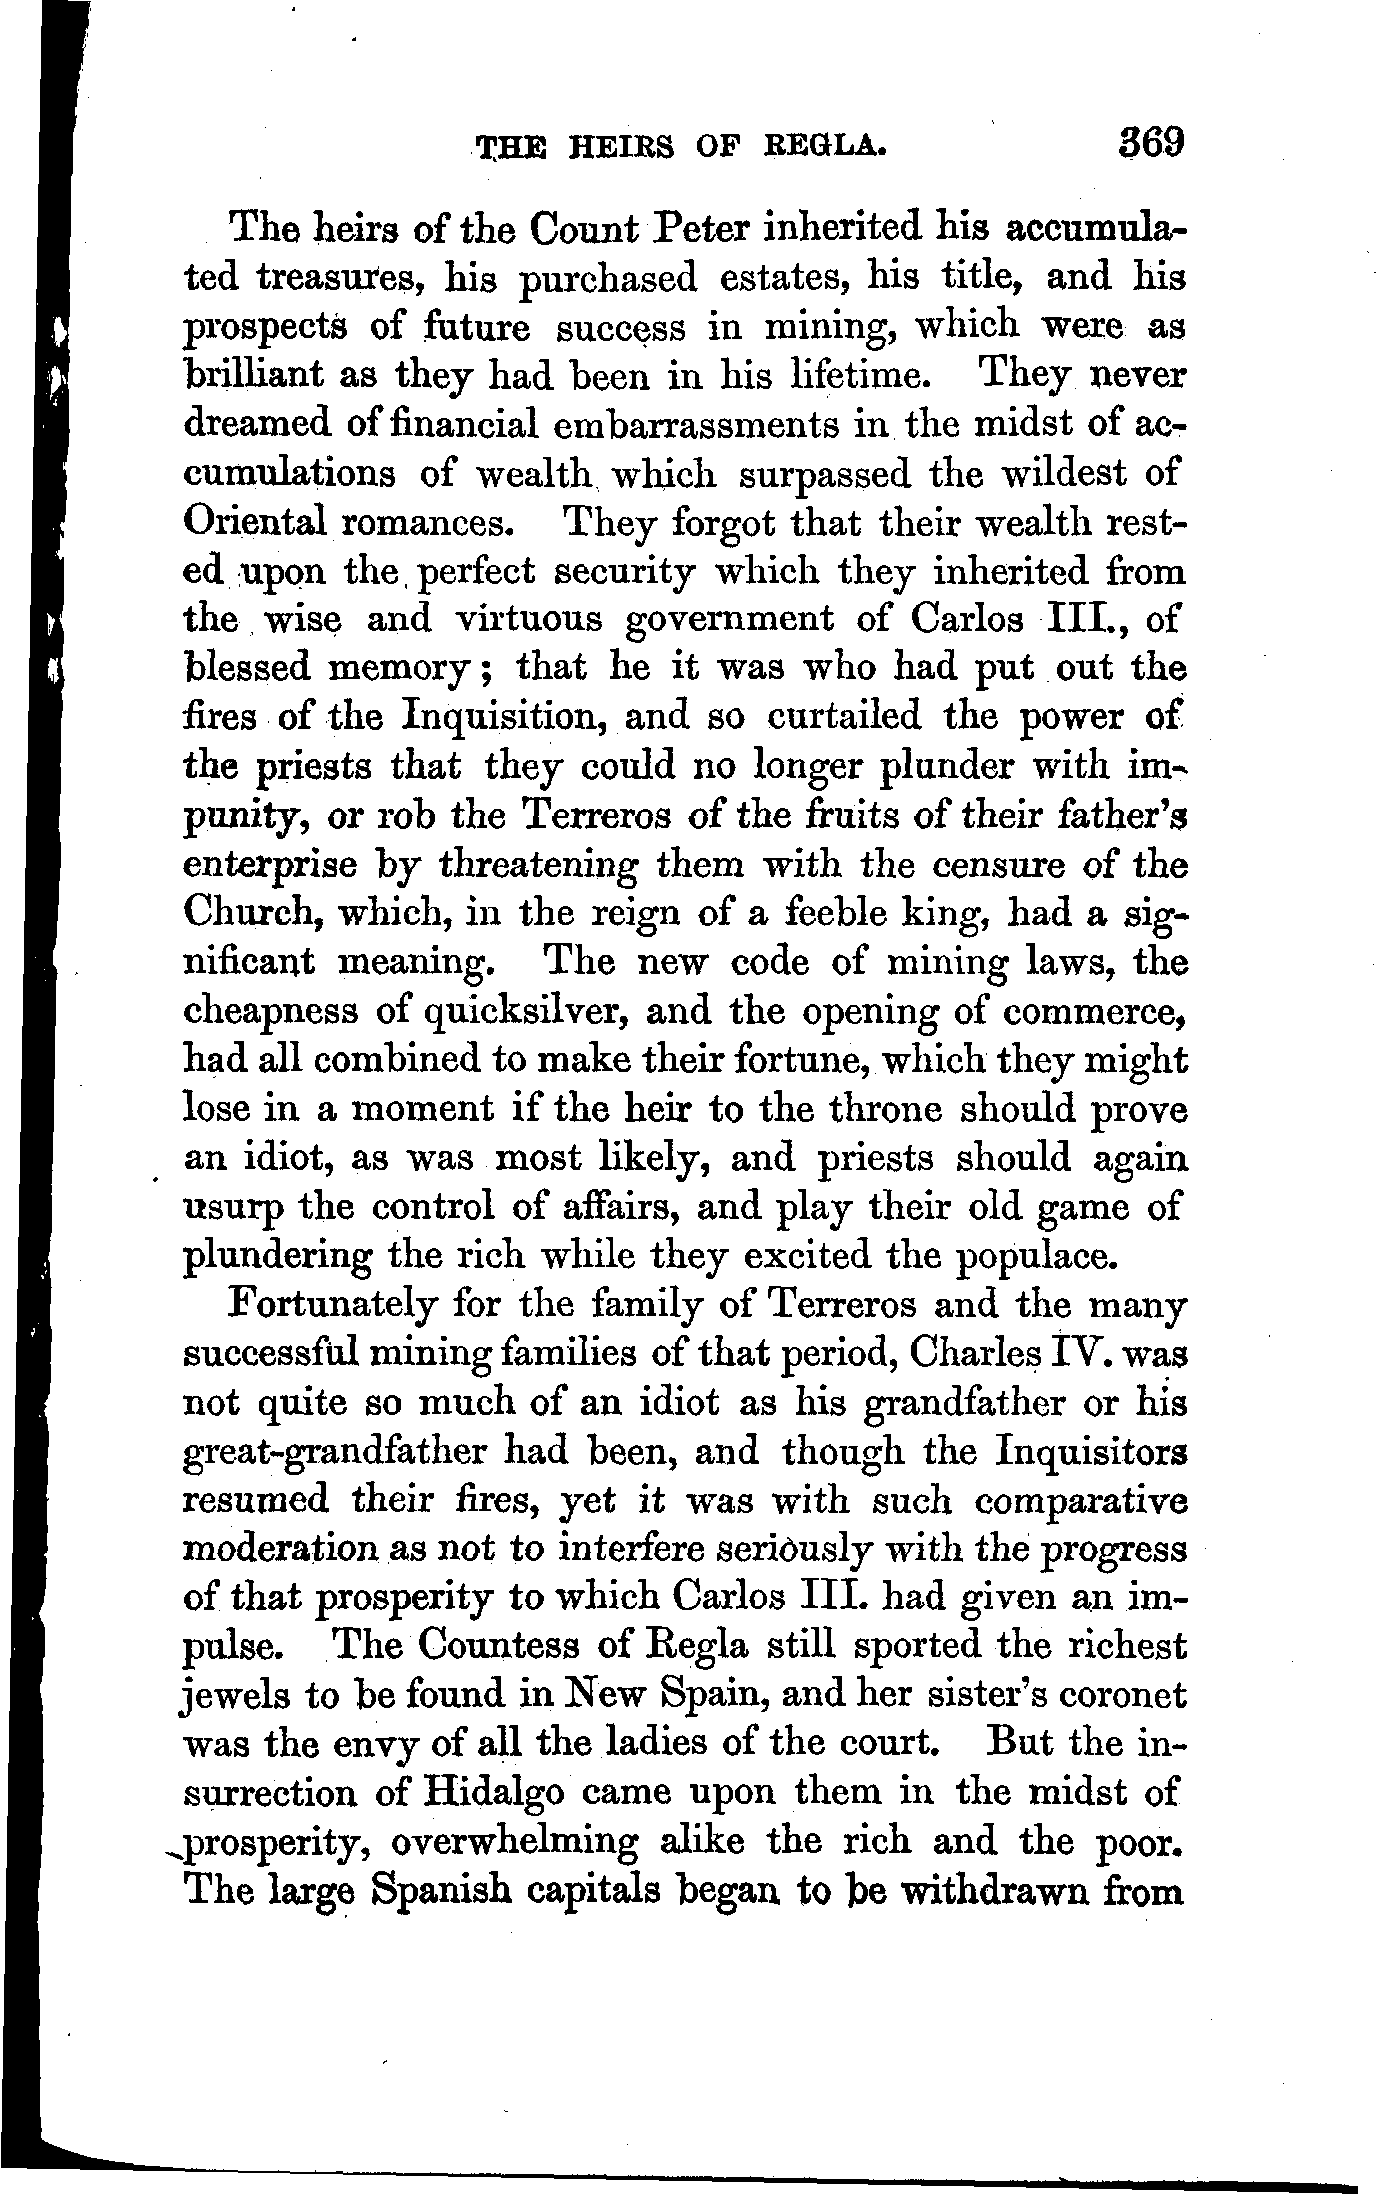 THE HEIRS OF REGLA. 369
The heirs of the Count Peter inherited his accumula-
ted treasures, his purchased estates, his title, and his
prospects of future success in mining, which were as
brilliant as they had been in his lifetime. They never
dreamed of financial embarrassments in the midst of ac-
cumulations of wealth which surpassed the wildest of
Oriental romances. They forgot that their wealth rest-
ed upon the perfect security which they inherited from
the wise and virtuous government of Carlos III., of
blessed memory; that he it was who had put out the
fires of the Inquisition, and so curtailed the power of
the priests that they could no longer plunder with im-
punity, or rob the Terreros of the fruits of their father's
enterprise by threatening them with the censure of the
Church, which, in the reign of a feeble king, had a sig-
nificant meaning. The new code of mining laws, the
cheapness of quicksilver, and the opening of commerce,
had all combined to make their fortune, which they might
lose in a moment if the heir to the throne should prove
an idiot, as was most likely, and priests should again
usurp the control of affairs, and play their old game of
plundering the rich while they excited the populace.
Fortunately for the family of Terreros and the many
successful mining families of that period, Charles IV. was
not quite so much of an idiot as his grandfather or his
great-grandfather had been, and though the Inquisitors
resumed their fires, yet it was with such comparative
moderation as not to interfere seriously with the progress
of that prosperity to which Carlos III. had given an im-
pulse. The Countess of Regla still sported the richest
jewels to be found in New Spain, and her sister's coronet
was the envy of all the ladies of the court. But the in-
surrection of Hidalgo came upon them in the midst of
prosperity, overwhelming alike the rich and the poor.
The large Spanish capitals began to be withdrawn from